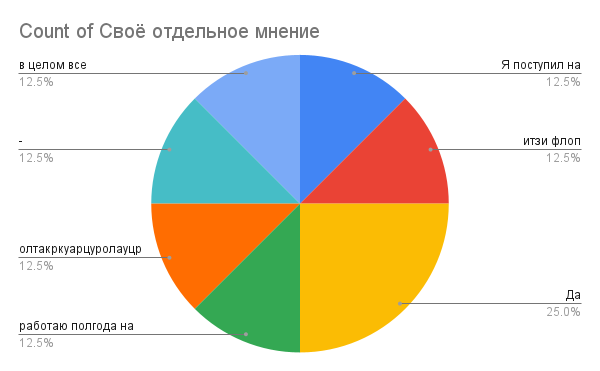 Count of Своё отдельное мнение
в целом все
12.5%
Я поступил на
12.5%
-
12.5%
итзи флоп
12.5%
олтакркуарцуролауцр
12.5%
Да
25.0%
работаю полгода на
12.5%